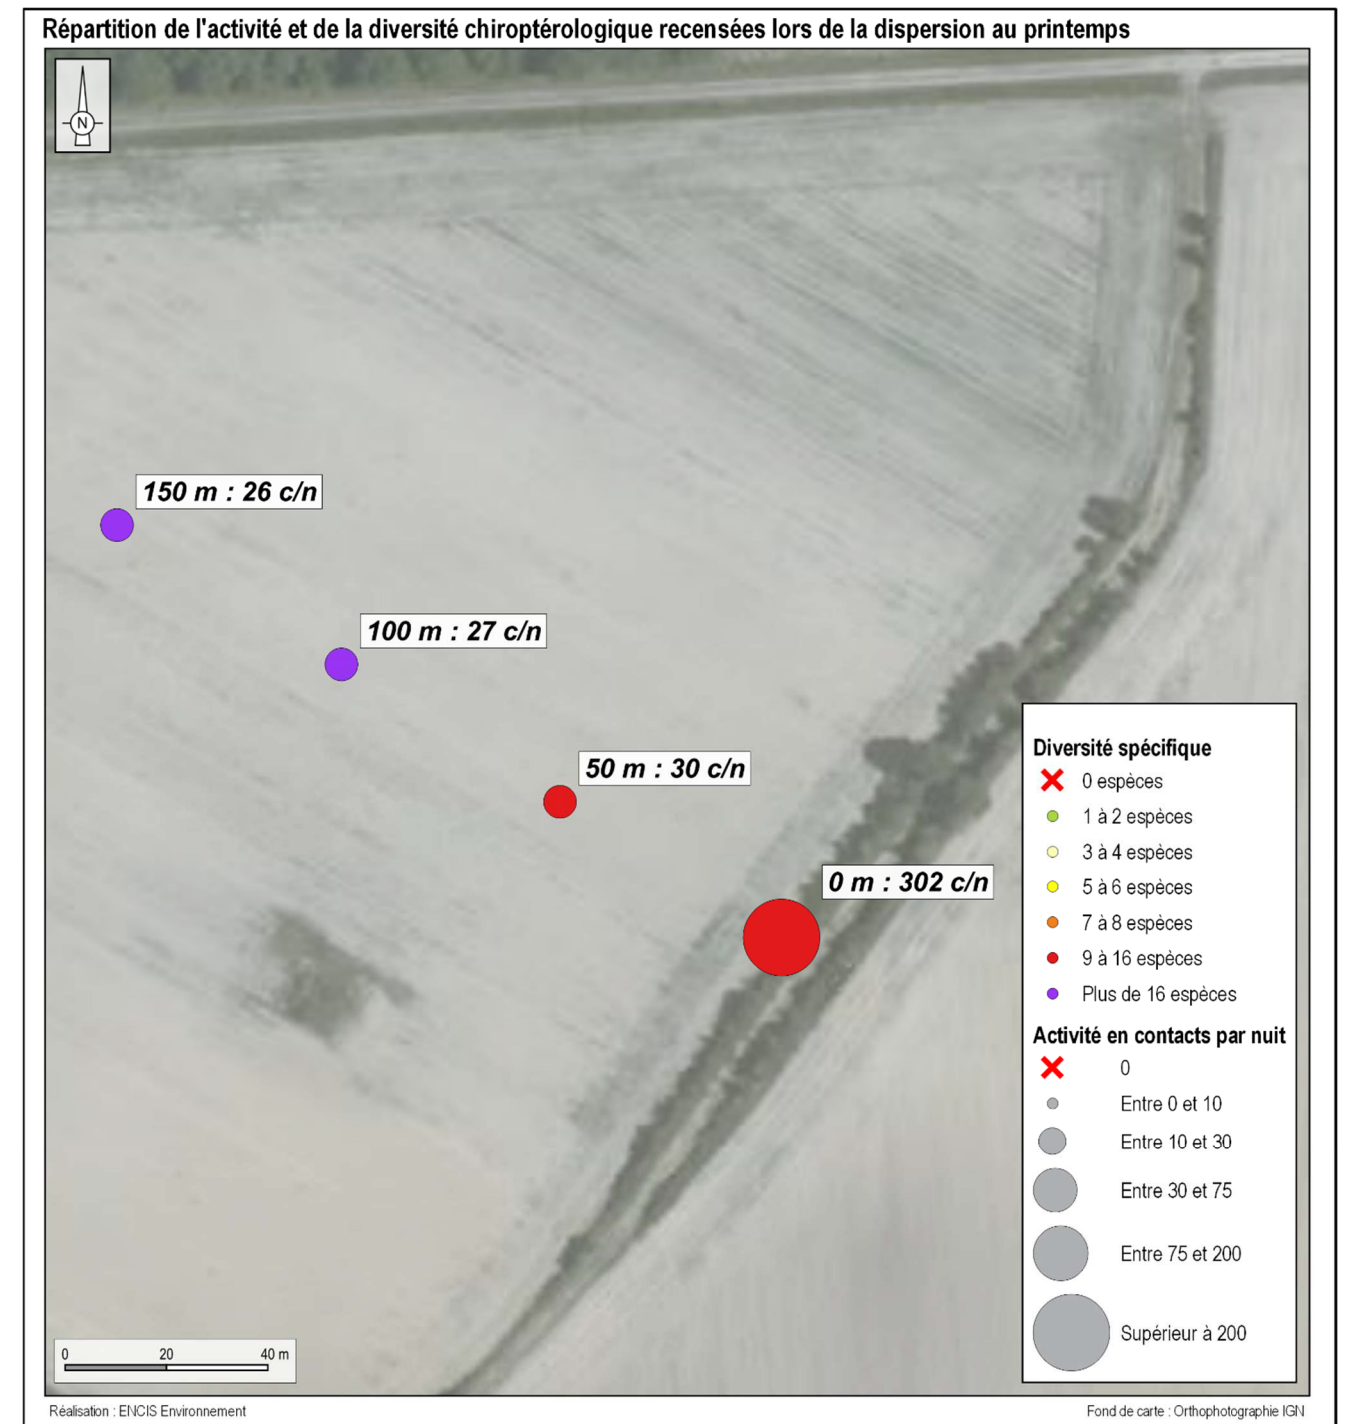 Répartition de l'activité et de la diversité chiroptérologique recensées lors de la dispersion au printemps
N
150 m : 26 c/n
100 m : 27 c/n
50 m : 30 c/n
0 m : 302 c/n
Diversité spécifique
0 espèces
1 à 2 espèces
3 à 4 espèces
5 à 6 espèces
7 à 8 espèces
9 à 16 espèces
Plus de 16 espèces
Activité en contacts par nuit
0
Entre 0 et 10
Entre 10 et 30
Entre 30 et 75
Entre 75 et 200
Supérieur à 200
0 20 40 m
Réalisation : ENCIS Environnement
Fond de carte : Orthophotographie IGN